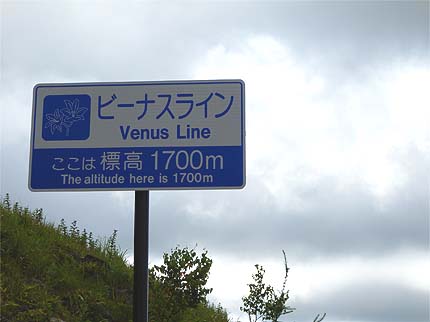 ビーナスライン
Venus Line
ここは 標高 1700m
The altitude here is 1700m